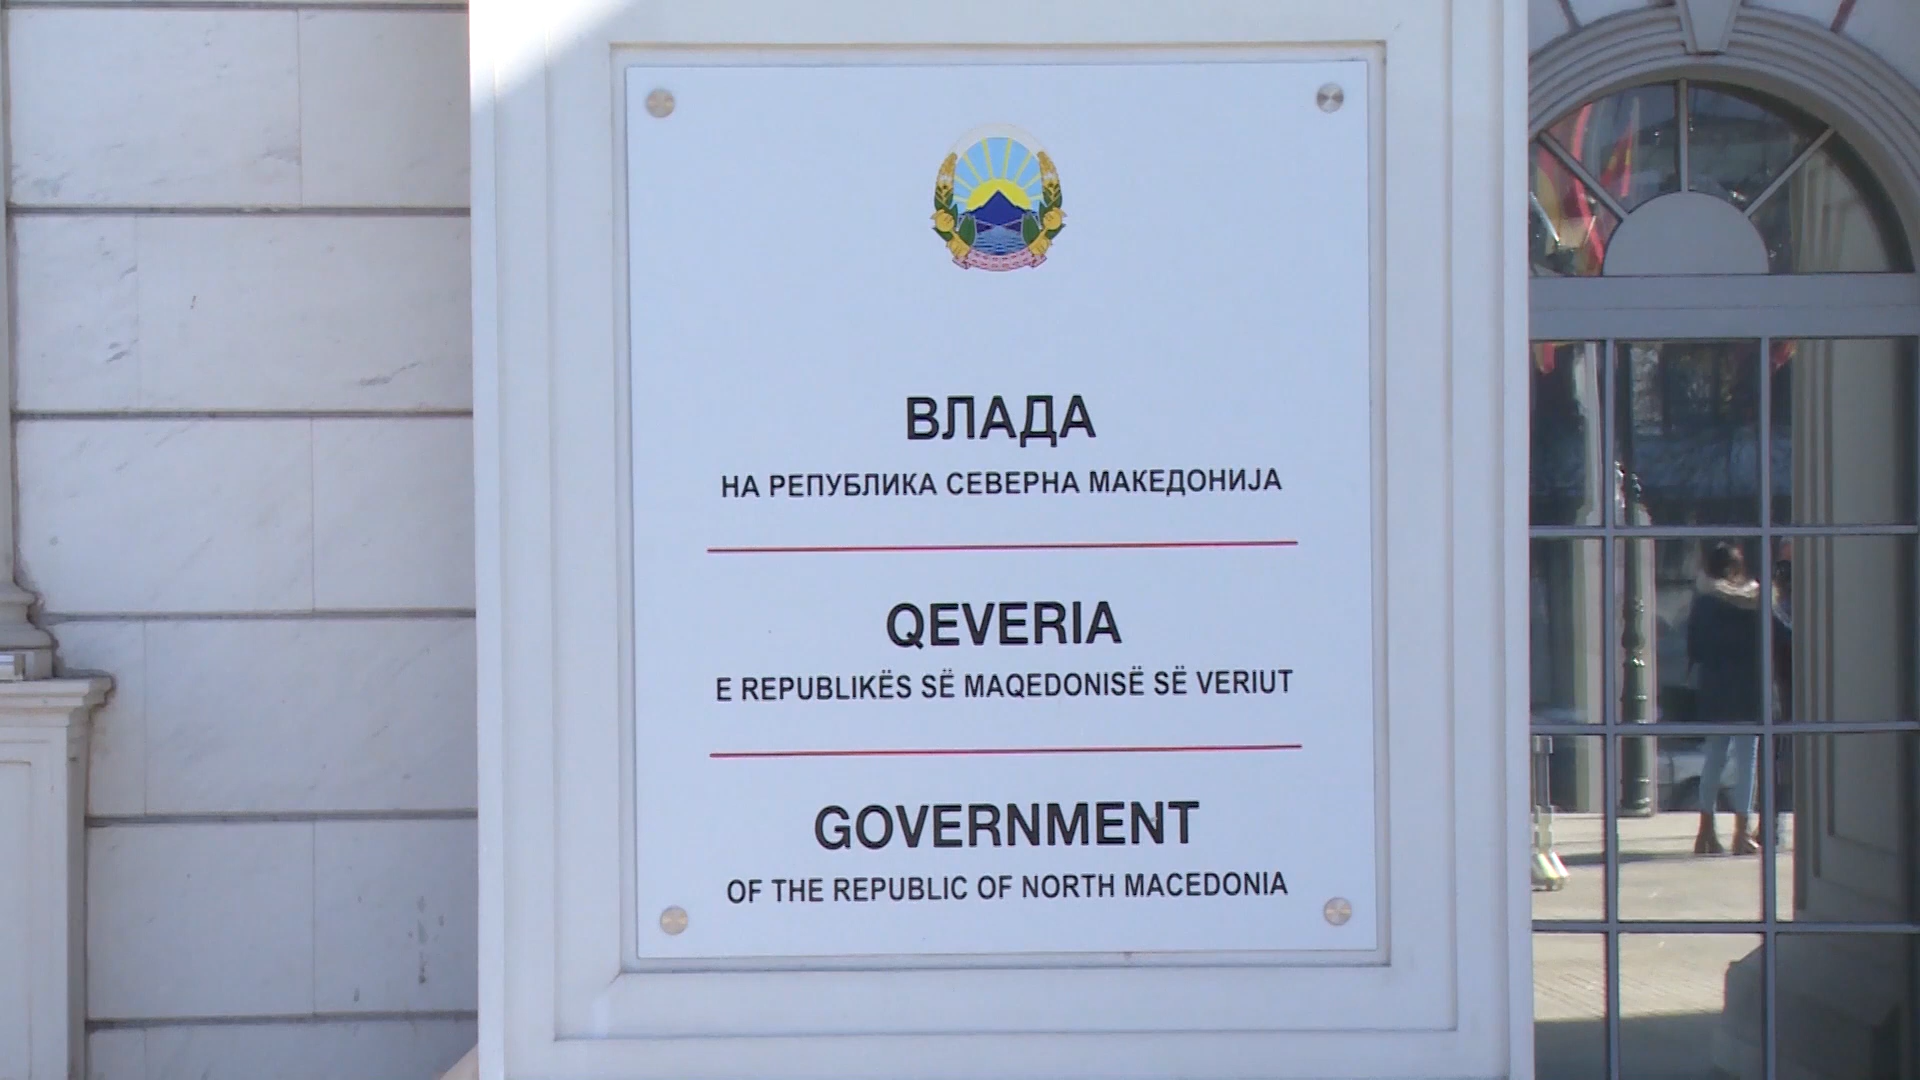 ВЛАДА
НА РЕПУБЛИКА СЕВЕРНА МАКЕДОНИЈА
QEVERIA
E REPUBLIKËS SË MAQEDONISË SË VERIUT
GOVERNMENT
OF THE REPUBLIC OF NORTH MACEDONIA